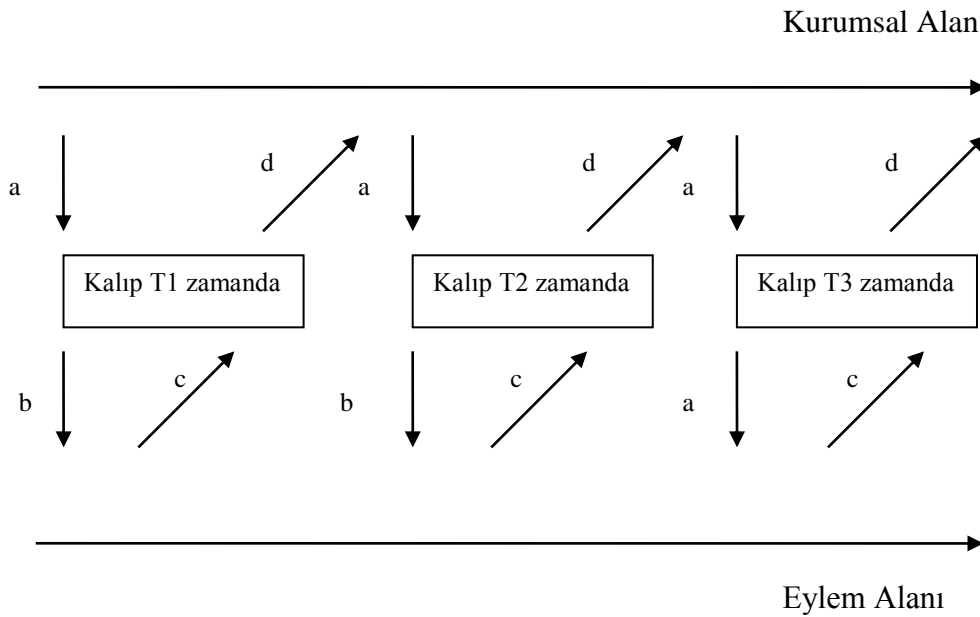 Kurumsal Alan
a
d
a
d
a
d
Kalıp T1 zamanda
Kalıp T2 zamanda
Kalıp T3 zamanda
b
c
b
c
a
c
Eylem Alanı